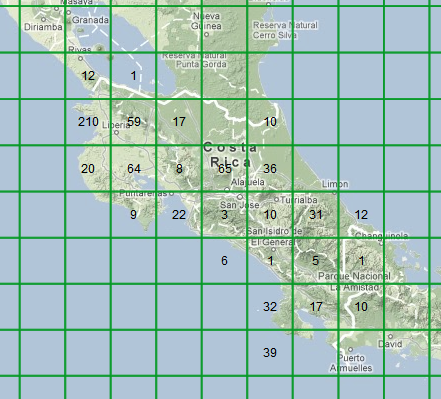 Masaya
Diriamba
Granada
Nueva
Guinea
Reserva Natural
Cerro Silva
Rivas
Reserva Natural
Punta Gorda
12 1
210 59 17 10
Liberia
Costa
Rica
20 64 8 65 36
Alajuela
Limon
Puntarenas
San Jose
Turrialba
9 22 3 10 31 12
San Isidro de
El General
Changuinola
6 1 5 1
Parque Nacional
La Amistad
32 17 10
David
39
Puerto
Armuelles